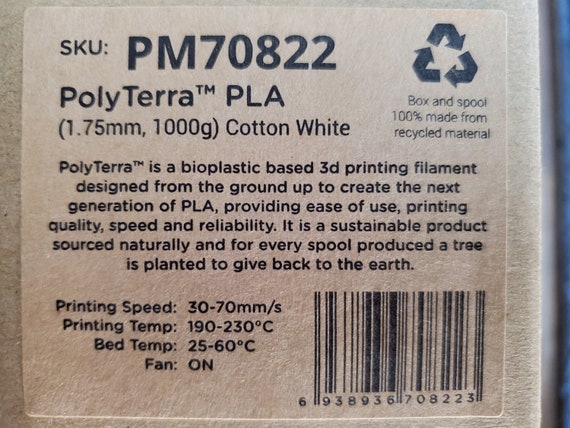 SKU: PM70822
PolyTerra™ PLA
(1.75mm, 1000g) Cotton White
Box and spool
100% made from
recycled material
PolyTerra™ is a bioplastic based 3d printing filament
designed from the ground up to create the next
generation of PLA, providing ease of use, printing
quality, speed and reliability. It is a sustainable product
sourced naturally and for every spool produced a tree
is planted to give back to the earth.
Printing Speed: 30-70mm/s
Printing Temp: 190-230°C
Bed Temp: 25-60°C
Fan: ON
6 938936 708223